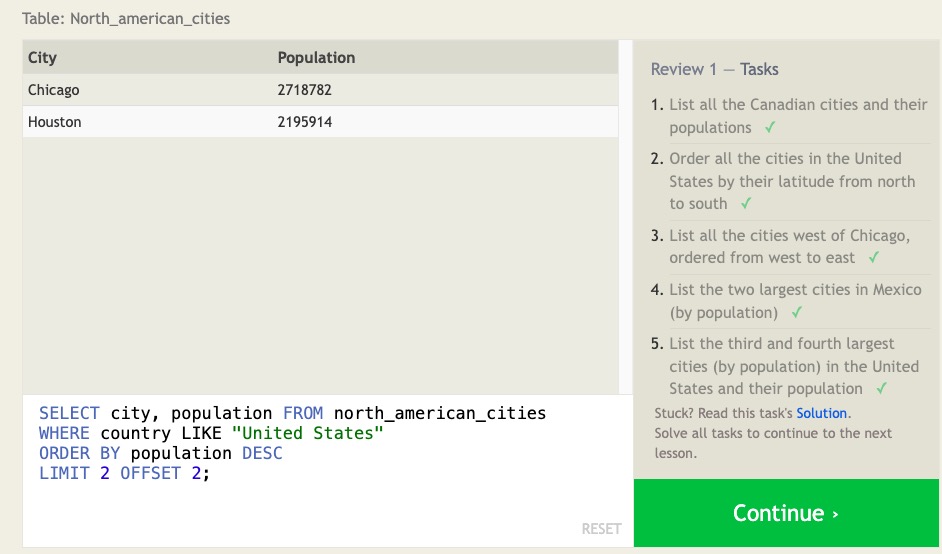 Table: North_american_cities
City Population
Chicago 2718782
Houston 2195914
SELECT city, population FROM north_american_cities
WHERE country LIKE "United States"
ORDER BY population DESC
LIMIT 2 OFFSET 2;
RESET
Review 1 — Tasks
1. List all the Canadian cities and their
populations ✓
2. Order all the cities in the United
States by their latitude from north
to south ✓
3. List all the cities west of Chicago,
ordered from west to east ✓
4. List the two largest cities in Mexico
(by population) ✓
5. List the third and fourth largest
cities (by population) in the United
States and their population ✓
Stuck? Read this task's Solution.
Solve all tasks to continue to the next
lesson.
Continue ›